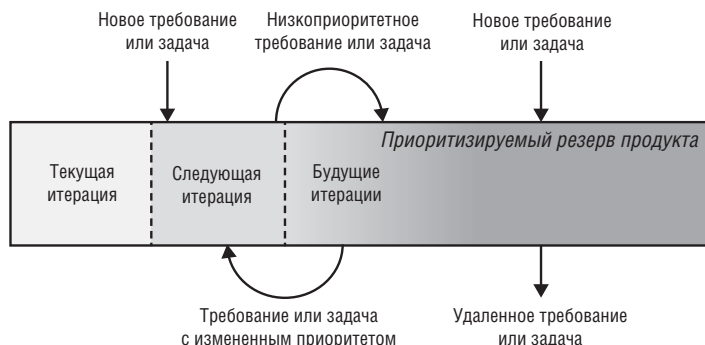 Новое требование
или задача
Низкоприоритетное
требование или задача
Новое требование
или задача
Приоритизируемый резерв продукта
Текущая
итерация
Следующая
итерация
Будущие
итерации
Требование или задача
с измененным приоритетом
Удаленное требование
или задача